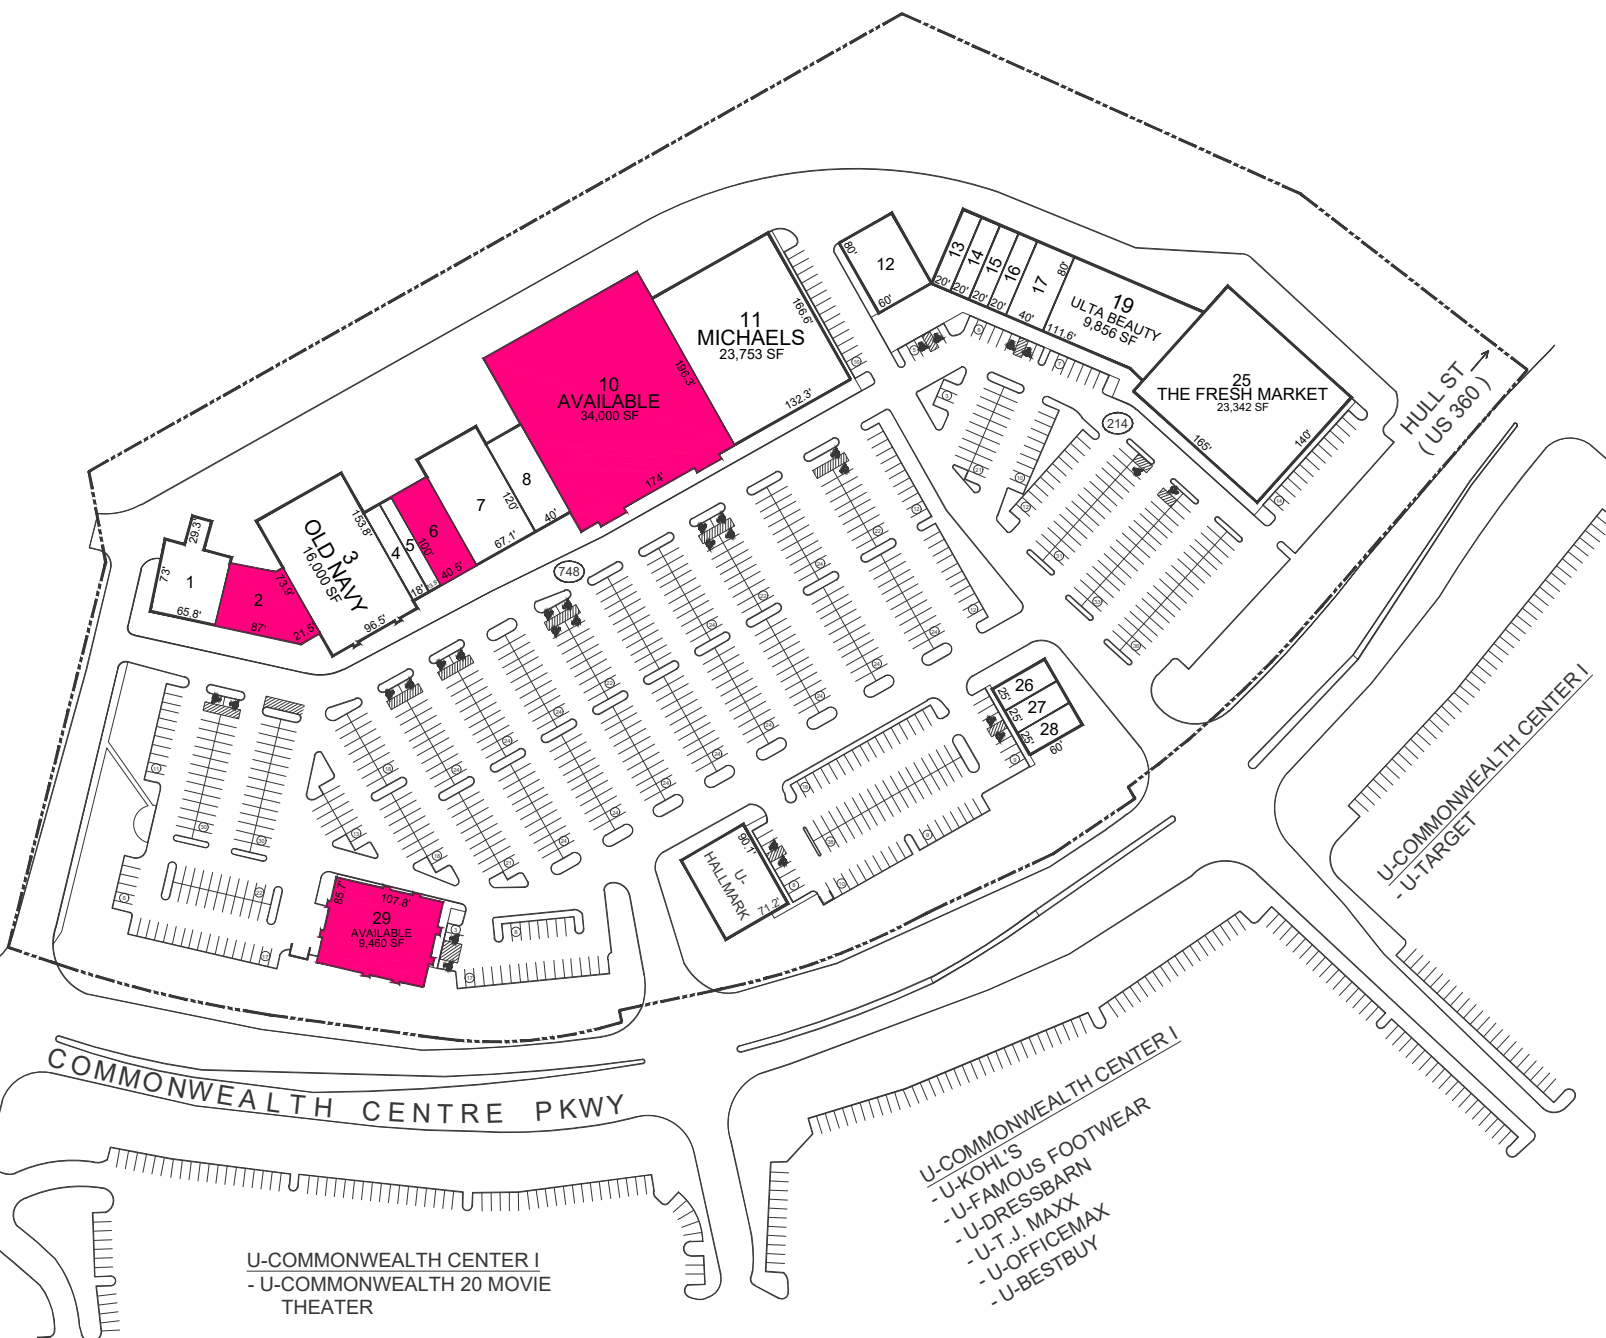 HULL ST
( US 360 )
1
73'
29.3'
65.8'
2
87'
73.9'
21.5'
3
OLD NAVY
16,000 SF
153.8'
96.5'
4
18'
5
6
100'
40.5'
7
67.1'
8
120'
40'
10
AVAILABLE
34,000 SF
196.3'
174'
11
MICHAELS
23,753 SF
166.6'
132.3'
12
80'
60'
13
20'
14
20'
15
20'
16
20'
17
40'
80'
19
ULTA BEAUTY
9,856 SF
111.6'
25
THE FRESH MARKET
23,342 SF
165'
140'
748
214
26
25'
27
25'
28
25'
60'
U-
HALLMARK
90.1'
71.2'
29
AVAILABLE
9,460 SF
85.7'
107.8'
COMMONWEALTH CENTRE PKWY
U-COMMONWEALTH CENTER I
- U-TARGET
U-COMMONWEALTH CENTER I
- U-KOHL'S
- U-FAMOUS FOOTWEAR
- U-DRESSBARN
- U-T.J. MAXX
- U-OFFICEMAX
- U-BESTBUY
U-COMMONWEALTH CENTER I
- U-COMMONWEALTH 20 MOVIE
THEATER